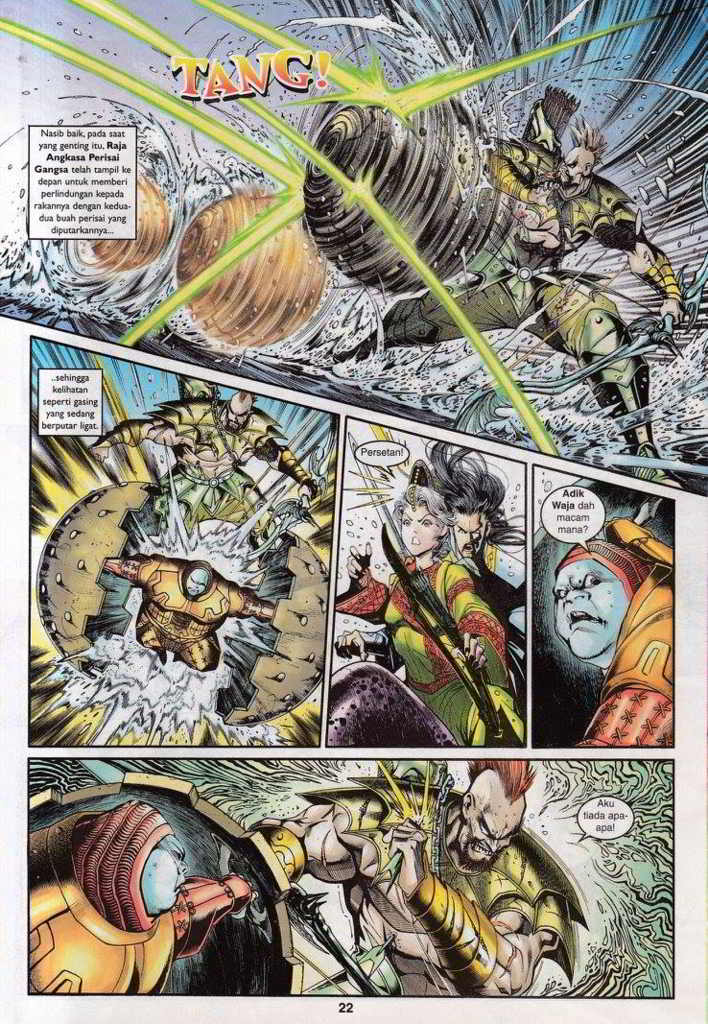 TANG!
Nasib baik, pada saat
yang genting itu, Raja
Angkasa Perisai
Gangsa telah tampil ke
depan untuk memberi
perlindungan kepada
rakannya dengan kedua-
dua buah perisai yang
diputarkannya...
..sehingga
kelihatan
seperti gasing
yang sedang
berputar ligat.
Persetan!
Adik
Waja dah
macam
mana?
Aku
tiada apa-
apa!
22